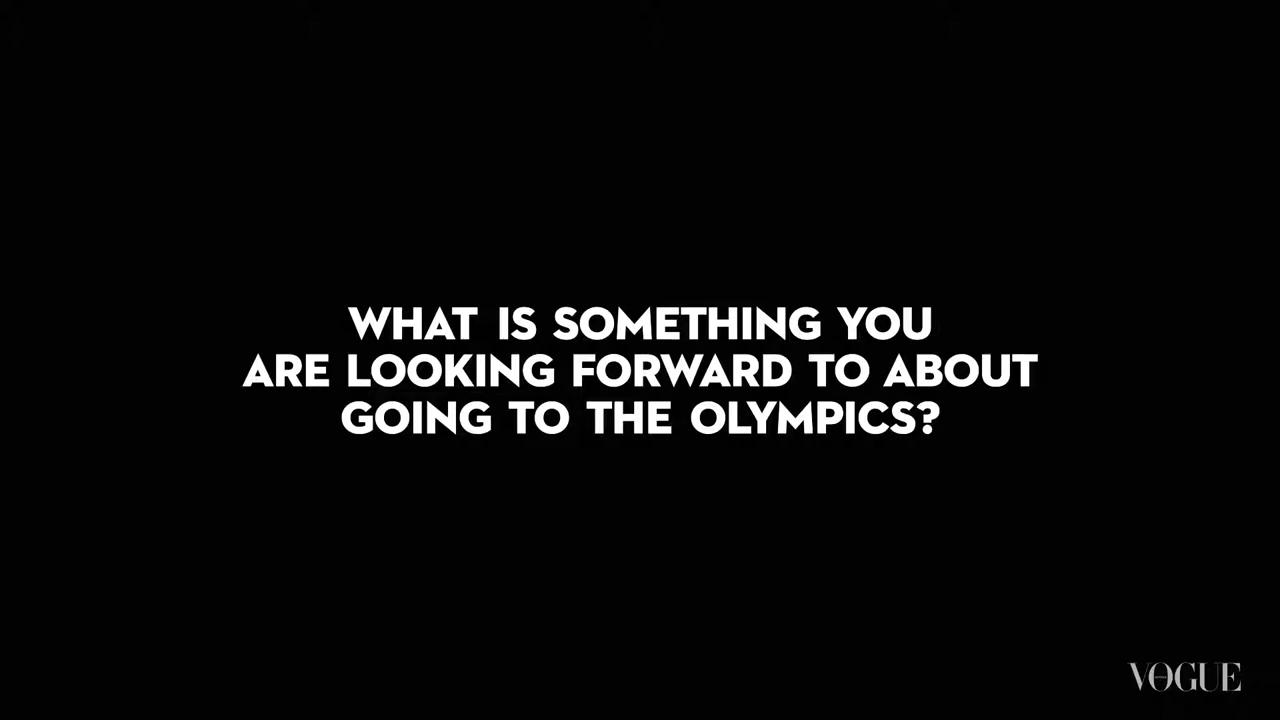 WHAT IS SOMETHING YOU
ARE LOOKING FORWARD TO ABOUT
GOING TO THE OLYMPICS?
VOGUE